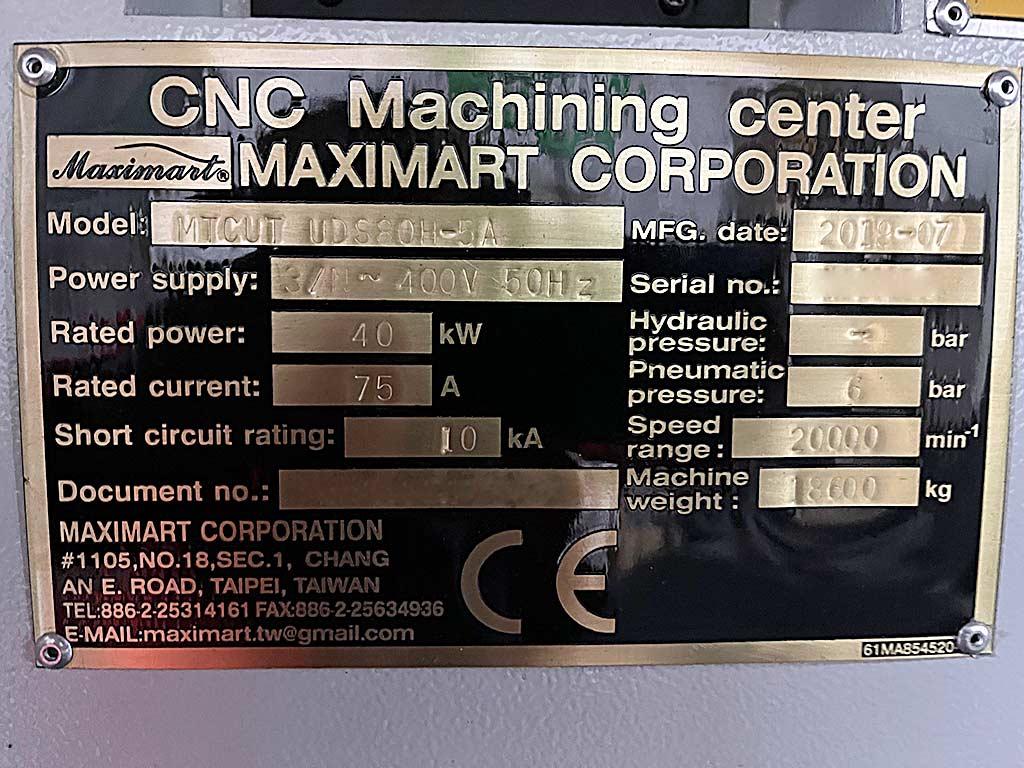 CNC Machining center
Maximart® MAXIMART CORPORATION
Model: MTCUT UDS80H-5A MFG. date: 2019-07
Power supply: 3/N~ 400V 50Hz Serial no.:
Rated power: 40 kW Hydraulic pressure: - bar
Rated current: 75 A Pneumatic pressure: 6 bar
Short circuit rating: 10 kA Speed range: 20000 min-1
Document no.: Machine weight: 18600 kg
MAXIMART CORPORATION
#1105,NO.18,SEC.1, CHANG
AN E. ROAD, TAIPEI, TAIWAN
TEL:886-2-25314161 FAX:886-2-25634936
E-MAIL:maximart.tw@gmail.com
CE
61MA854520-